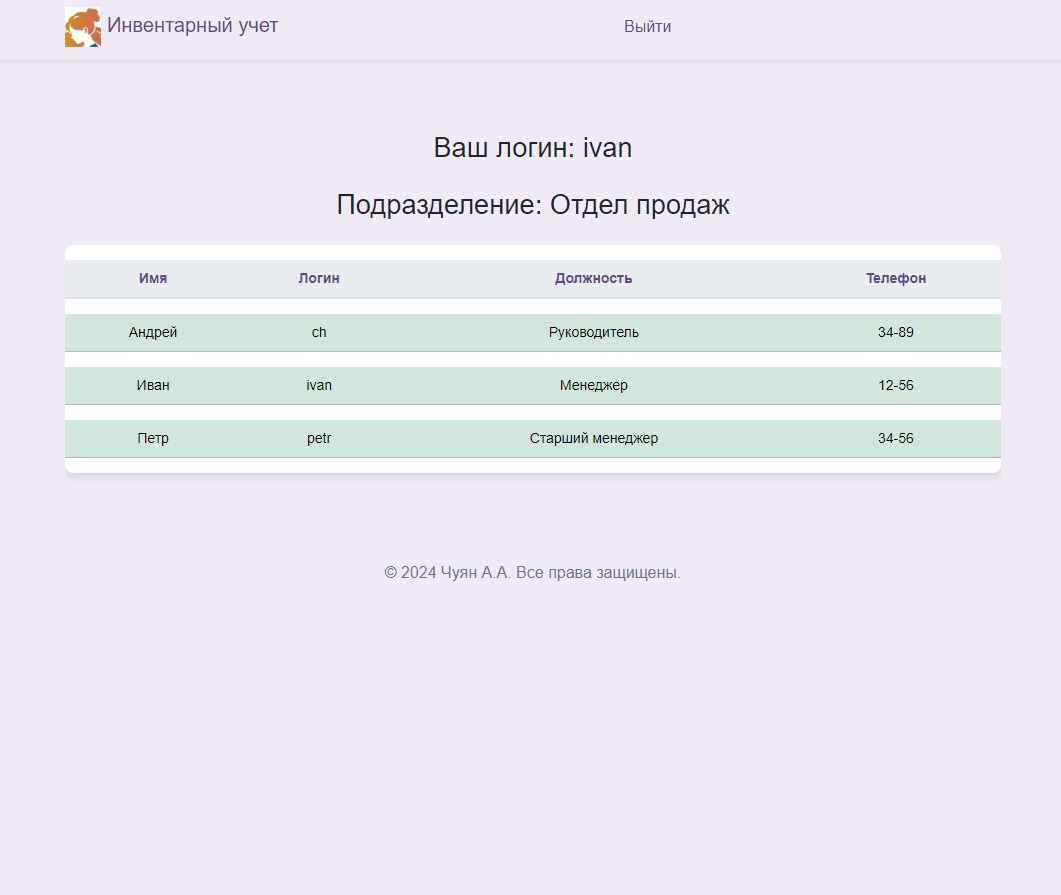 Инвентарный учет Выйти
Ваш логин: ivan
Подразделение: Отдел продаж
Имя Логин Должность Телефон
Андрей ch Руководитель 34-89
Иван ivan Менеджер 12-56
Петр petr Старший менеджер 34-56
© 2024 Чуян А.А. Все права защищены.